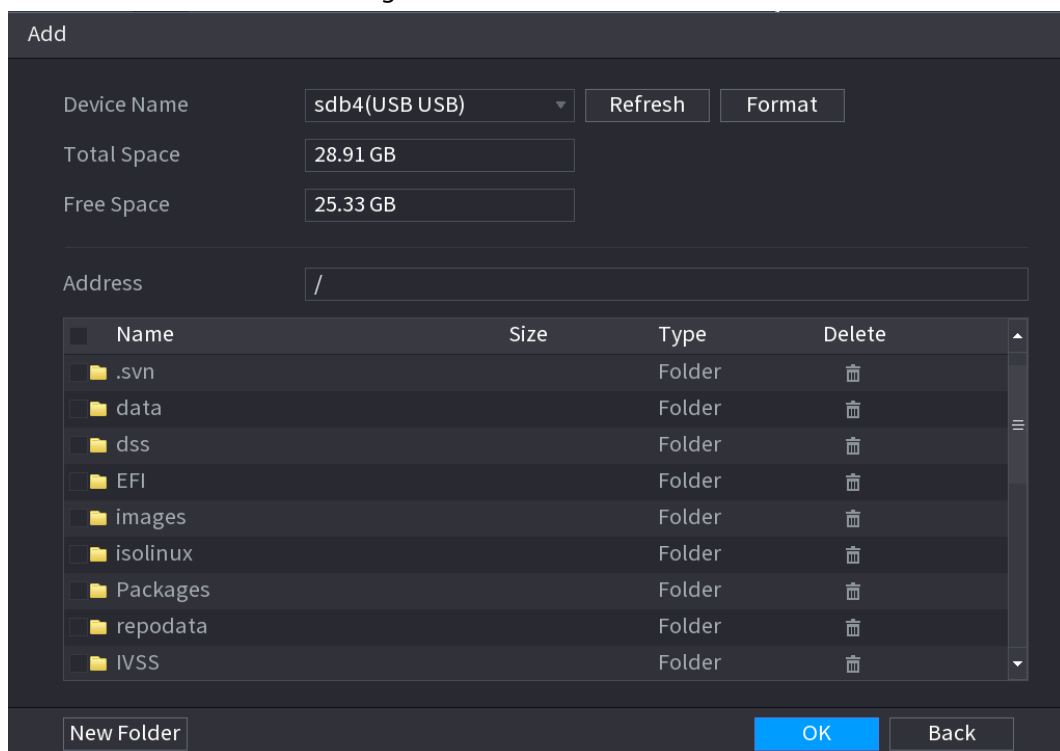 Add
Device Name sdb4(USB USB) Refresh Format
Total Space 28.91 GB
Free Space 25.33 GB
Address /
Name Size Type Delete
.svn Folder
data Folder
dss Folder
EFI Folder
images Folder
isolinux Folder
Packages Folder
repodata Folder
IVSS Folder
New Folder OK Back